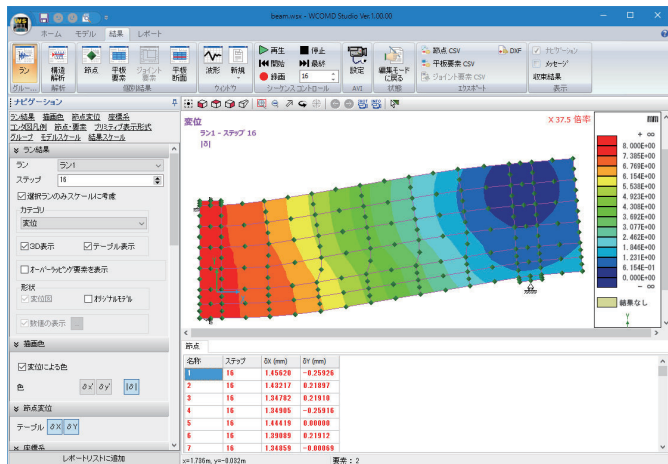 beam.wsx - WCOMD Studio Ver.1.00.00
ホーム モデル 結果 レポート
ラン 構造解析 節点 平板要素 ジョイント要素 平板断面 波形 新規 再生 停止 開始 最終 録画 16 設定 編集モードに戻る 節点 CSV 平板要素 CSV ジョイント要素 CSV DXF ナビゲーション メッセージ 収束結果
グルー... 解析 個別結果 ウィンドウ シーケンス コントロール AVI 状態 エクスポート 表示
ナビゲーション
ラン結果 描画色 節点変位 座標系
コンタ図凡例 節点・要素 プリミティブ表示形式
グループ モデルスケール 結果スケール
ラン結果
ラン ラン1
ステップ 16
選択ランのみスケールに考慮
カテゴリ
変位
3D表示 テーブル表示
オーバーラッピング要素を表示
形状
変位図 オリジナルモデル
数値の表示 ...
描画色
変位による色
色 δx' δy' |δ|
節点変位
テーブル δX δY
座標系
レポートリストに追加
変位
ラン1 - ステップ 16
|δ|
X 37.5 倍率
mm
+ ∞
8.000E+00
7.385E+00
6.769E+00
6.154E+00
5.538E+00
4.923E+00
4.308E+00
3.692E+00
3.077E+00
2.462E+00
1.846E+00
1.231E+00
6.154E-01
0.000E+00
- ∞
結果なし
Y
節点
名称 ステップ δX (mm) δY (mm)
1 16 1.45620 -0.25926
2 16 1.43217 0.21897
3 16 1.34782 0.21918
4 16 1.34905 -0.25916
5 16 1.44419 0.00008
6 16 1.39089 0.21912
7 16 1.34859 -0.00069
x=1.736m, y=-0.032m 要素 : 2